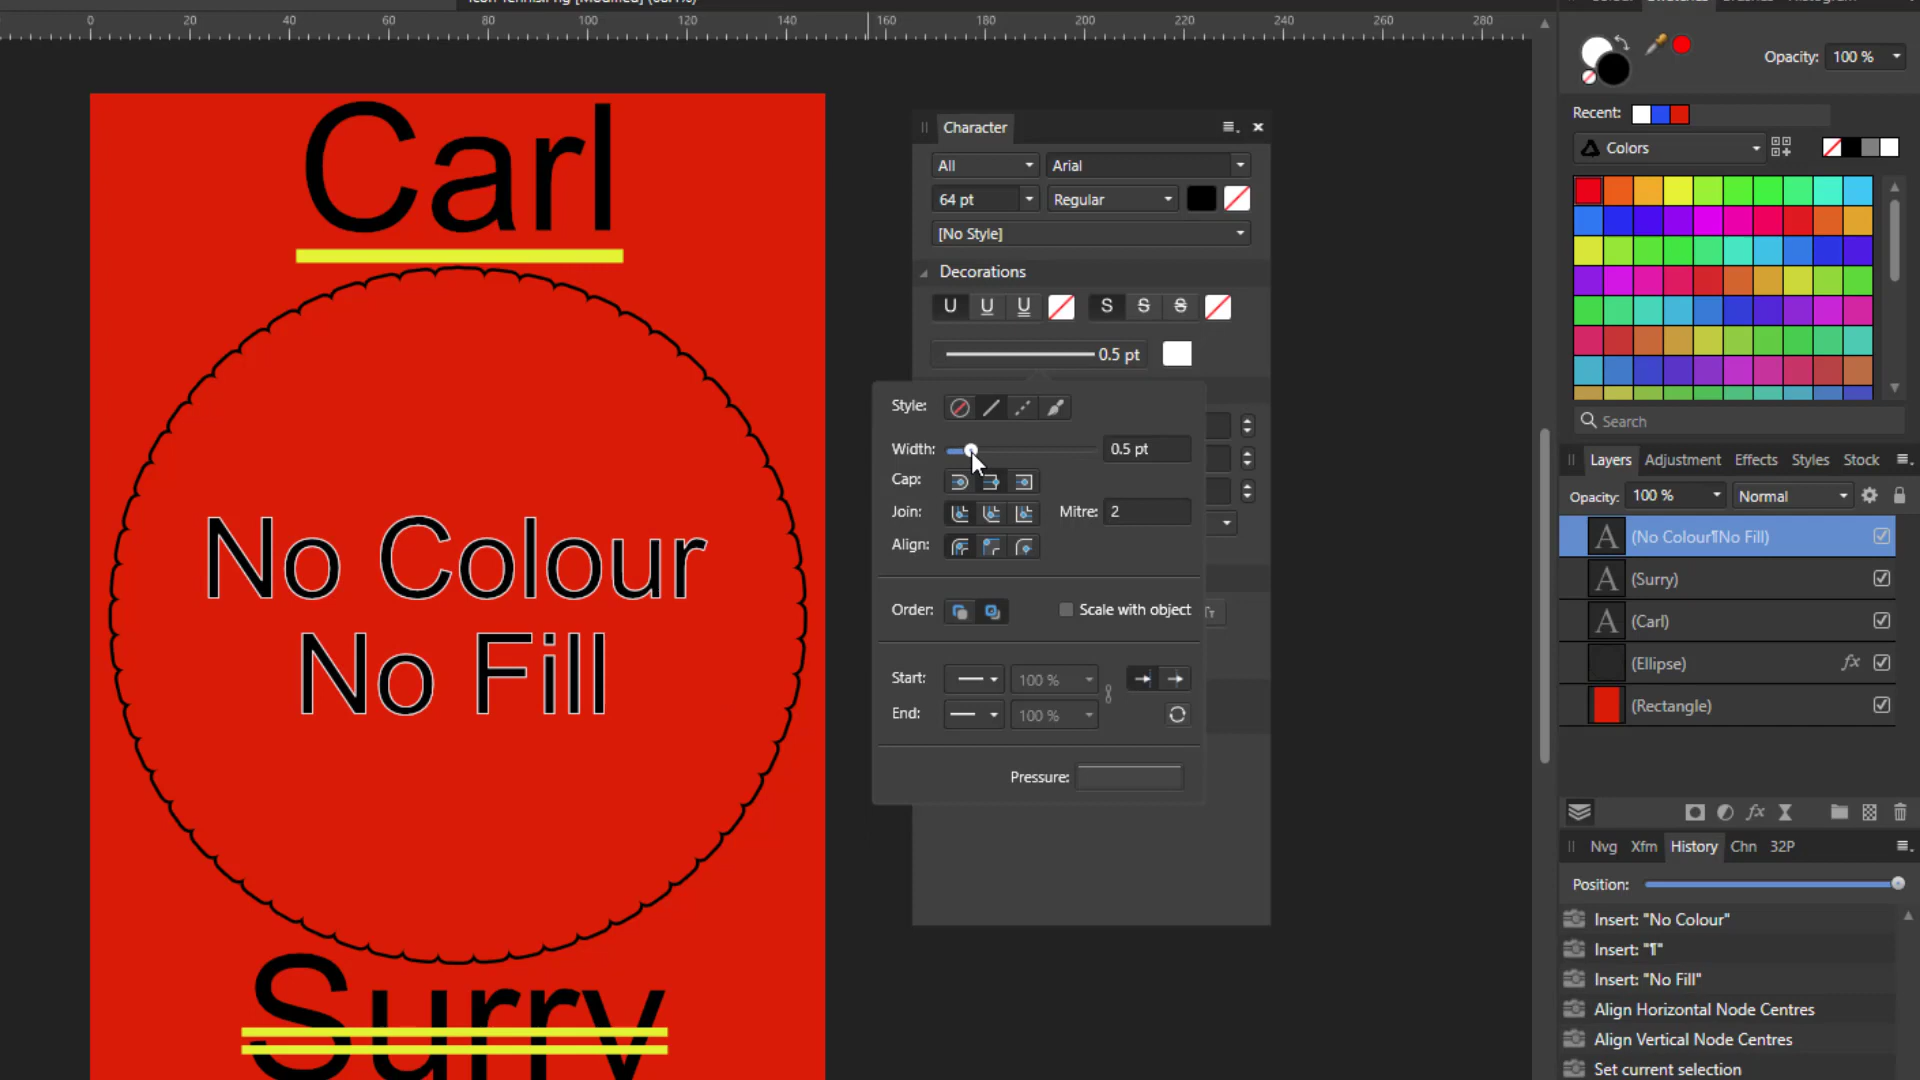 0 20 40 60 80 100 120 140 160 180 200 220 240 260 280
Carl
No Colour
No Fill
Surry
Character
All Arial
64 pt Regular
[No Style]
Decorations
U U U S S S
0.5 pt
Style:
Width: 0.5 pt
Cap:
Join: Mitre: 2
Align:
Order: Scale with object
Start: 100 %
End: 100 %
Pressure:
Opacity: 100 %
Recent:
Colors
Search
Layers Adjustment Effects Styles Stock
Opacity: 100 % Normal
A (No Colour¶No Fill)
A (Surry)
A (Carl)
(Ellipse) fx
(Rectangle)
fx
Nvg Xfm History Chn 32P
Position:
Insert: "No Colour"
Insert: "¶"
Insert: "No Fill"
Align Horizontal Node Centres
Align Vertical Node Centres
Set current selection